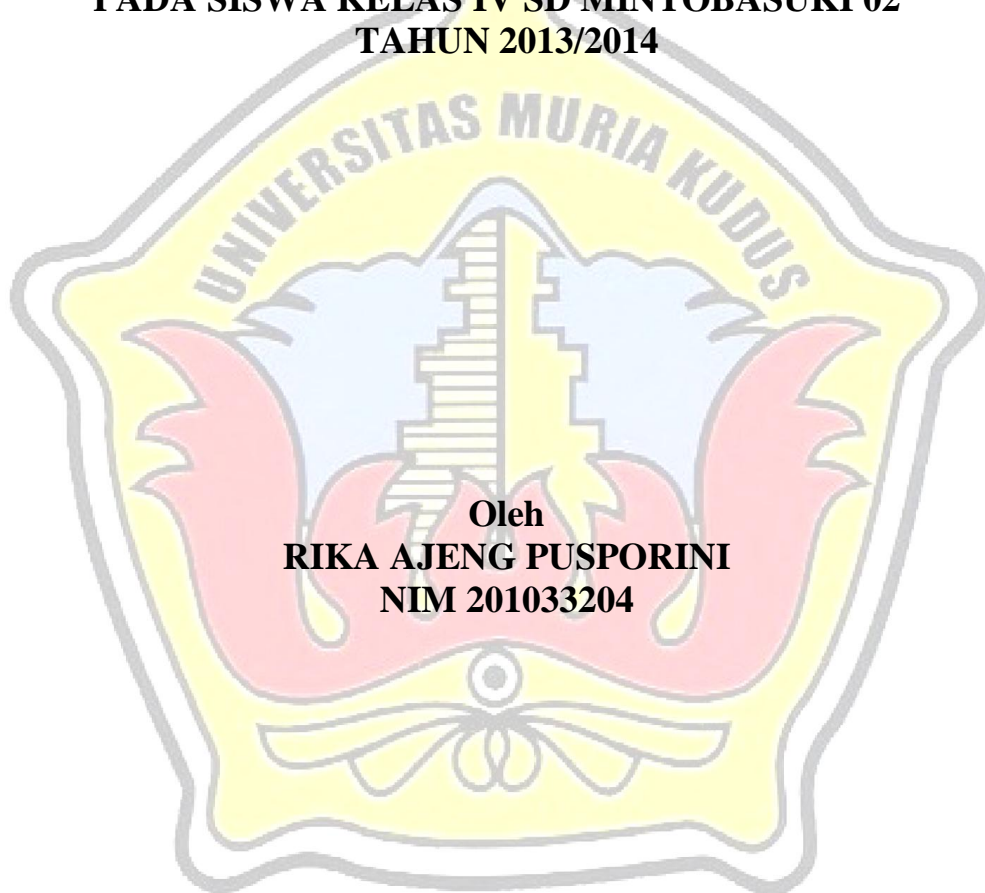 PADA SISWA KELAS IV SD MINTOBASUKI 02
TAHUN 2013/2014
UNIVERSITAS MURIA KUDUS
Oleh
RIKA AJENG PUSPORINI
NIM 201033204